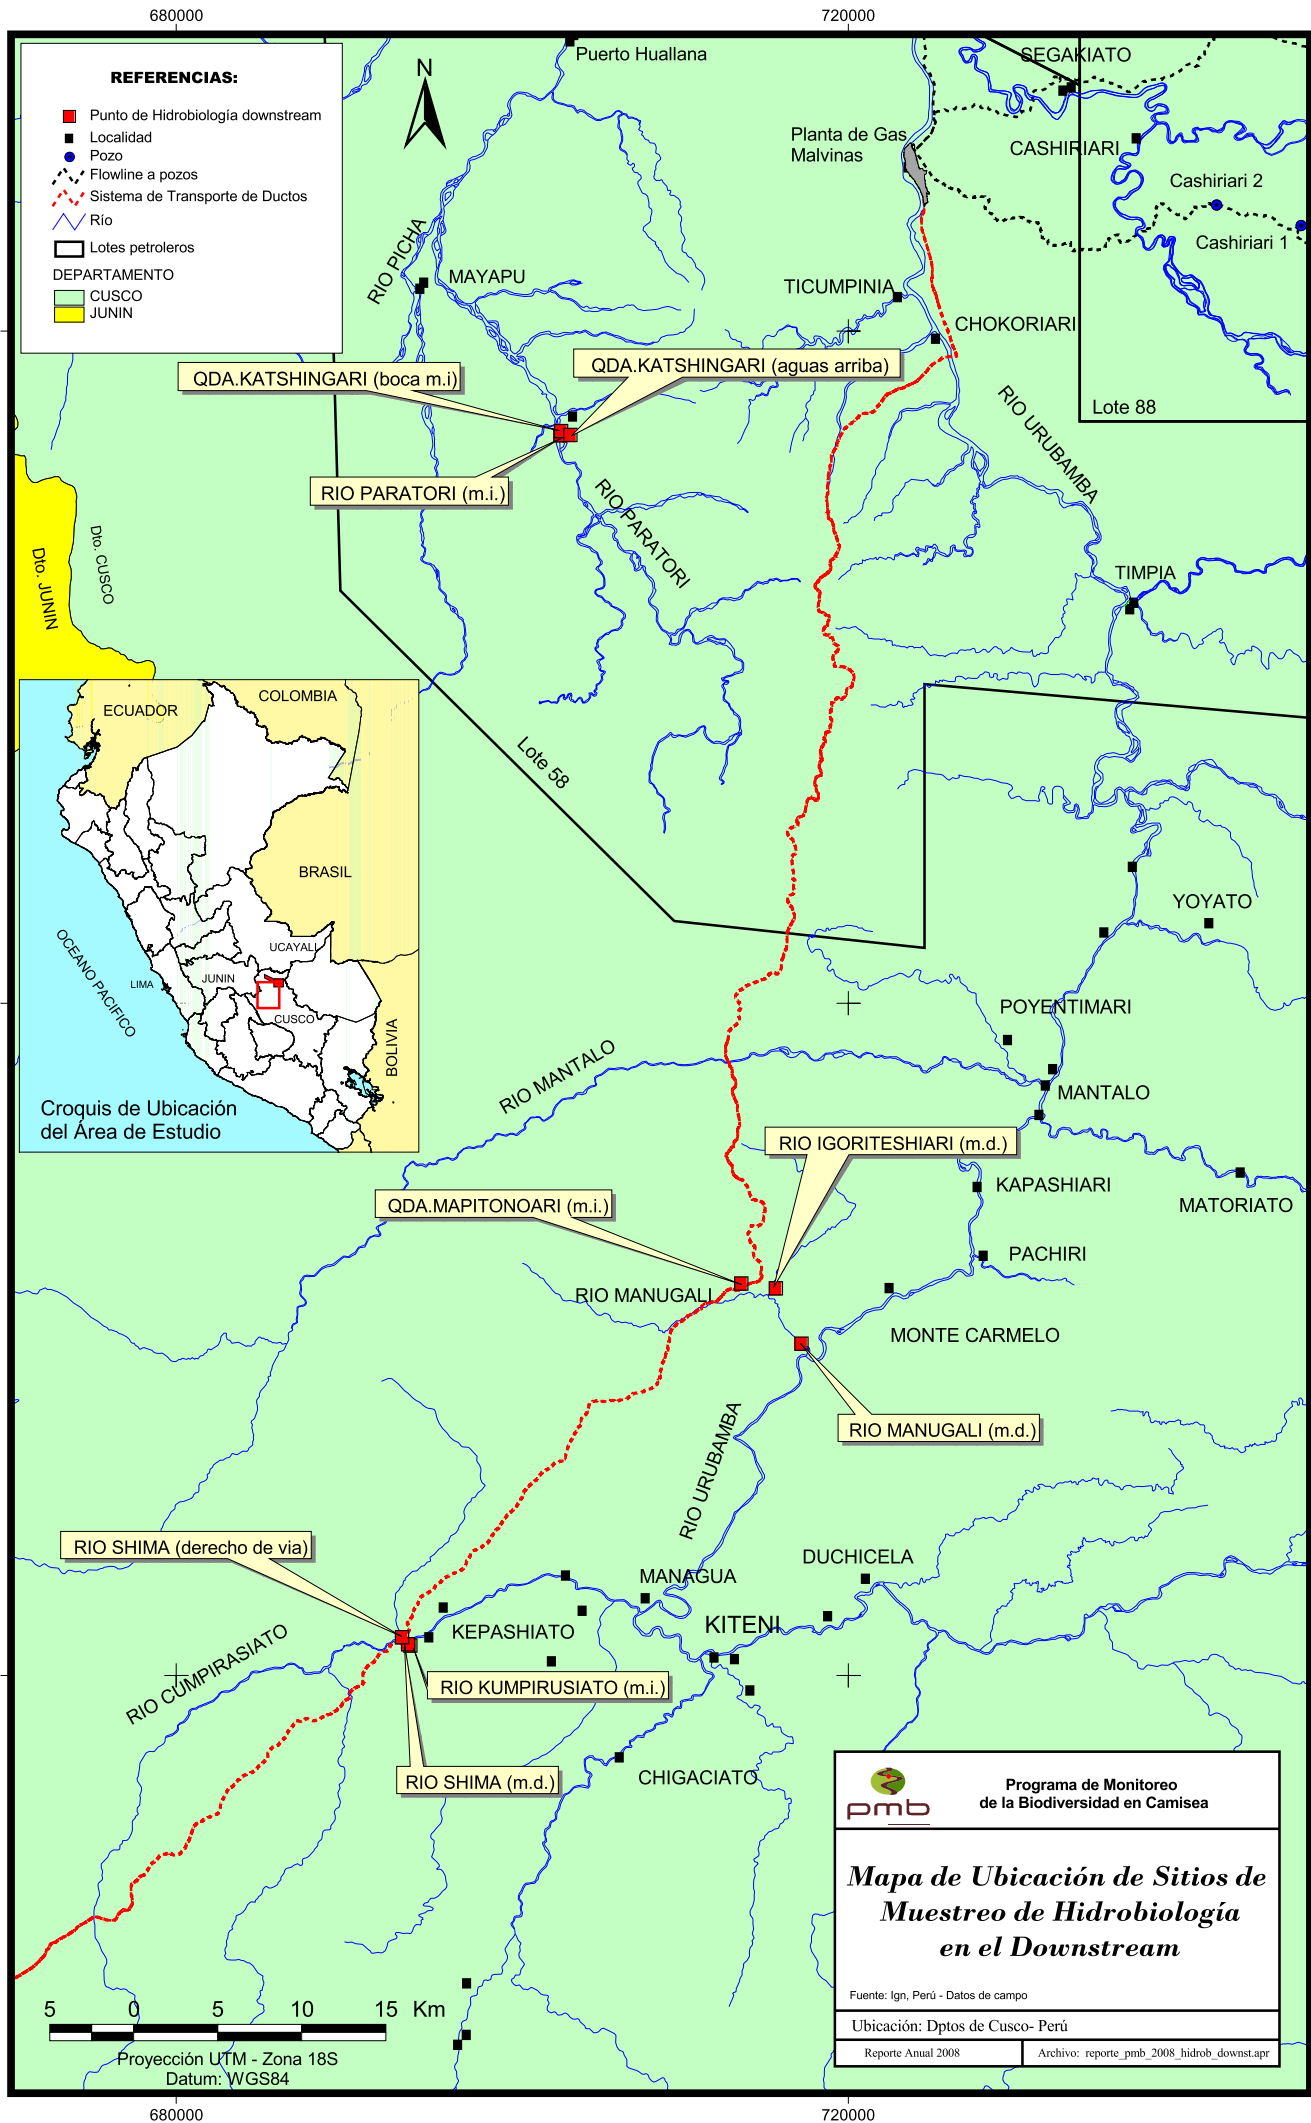 680000
720000
REFERENCIAS:
Punto de Hidrobiología downstream
Localidad
Pozo
Flowline a pozos
Sistema de Transporte de Ductos
Río
Lotes petroleros
DEPARTAMENTO
CUSCO
JUNIN
N
Puerto Huallana
SEGAKIATO
Planta de Gas
Malvinas
CASHIRIARI
Cashiriari 2
Cashiriari 1
RIO PICHA
MAYAPU
TICUMPINIA
CHOKORIARI
QDA.KATSHINGARI (boca m.i)
QDA.KATSHINGARI (aguas arriba)
Lote 88
RIO URUBAMBA
RIO PARATORI (m.i.)
RIO PARATORI
Dto. JUNIN
Dto. CUSCO
TIMPIA
Lote 58
ECUADOR
COLOMBIA
BRASIL
OCEANO PACIFICO
UCAYALI
JUNIN
LIMA
CUSCO
BOLIVIA
Croquis de Ubicación
del Área de Estudio
YOYATO
POYENTIMARI
RIO MANTALO
MANTALO
RIO IGORITESHIARI (m.d.)
KAPASHIARI
MATORIATO
QDA.MAPITONOARI (m.i.)
PACHIRI
RIO MANUGALI
MONTE CARMELO
RIO MANUGALI (m.d.)
RIO URUBAMBA
RIO SHIMA (derecho de via)
DUCHICELA
MANAGUA
KITENI
KEPASHIATO
RIO CUMPIRASIATO
RIO KUMPIRUSIATO (m.i.)
RIO SHIMA (m.d.)
CHIGACIATO
pmb
Programa de Monitoreo
de la Biodiversidad en Camisea
Mapa de Ubicación de Sitios de
Muestreo de Hidrobiología
en el Downstream
Fuente: Ign, Perú - Datos de campo
Ubicación: Dptos de Cusco- Perú
Reporte Anual 2008
Archivo: reporte_pmb_2008_hidrob_downst.apr
5 0 5 10 15 Km
Proyección UTM - Zona 18S
Datum: WGS84
680000
720000